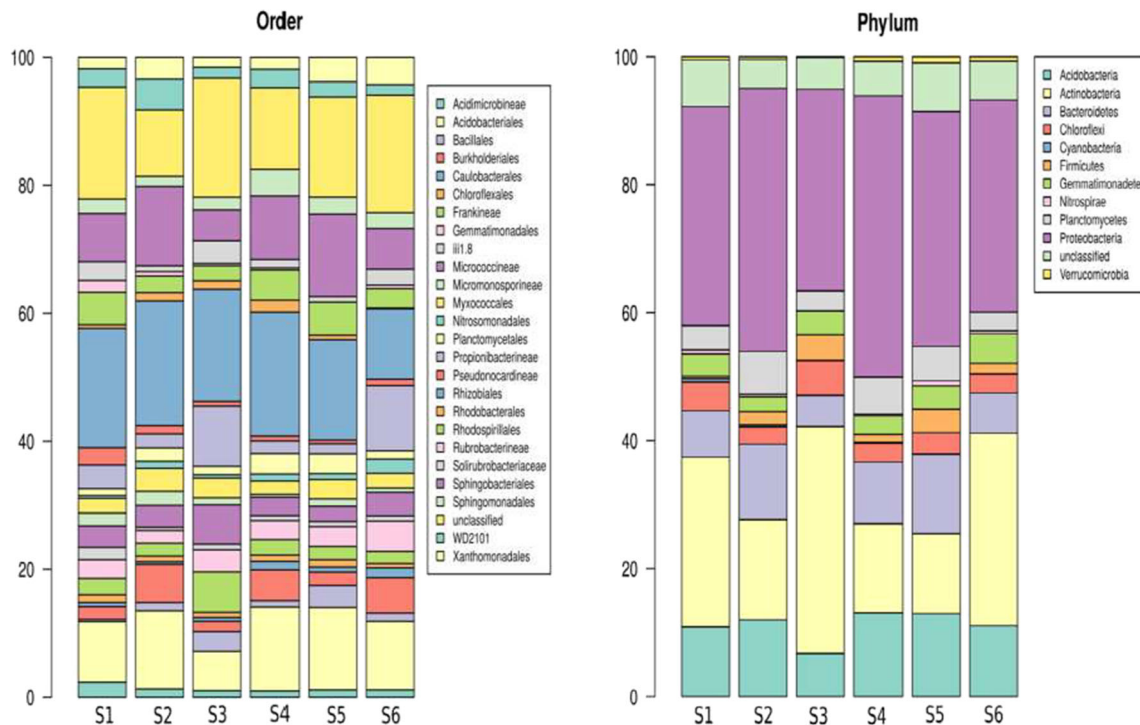 Order
100
80
60
40
20
0
S1 S2 S3 S4 S5 S6
Acidimicrobineae
Acidobacteriales
Bacillales
Burkholderiales
Caulobacterales
Chloroflexales
Frankineae
Gemmatimonadales
iii1.8
Micrococcineae
Micromonosporineae
Myxococcales
Nitrosomonadales
Planctomycetales
Propionibacterineae
Pseudonocardineae
Rhizobiales
Rhodobacterales
Rhodospirillales
Rubrobacterineae
Solirubrobacteriaceae
Sphingobacteriales
Sphingomonadales
unclassified
WD2101
Xanthomonadales
Phylum
100
80
60
40
20
0
S1 S2 S3 S4 S5 S6
Acidobacteria
Actinobacteria
Bacteroidetes
Chloroflexi
Cyanobacteria
Firmicutes
Gemmatimonadete
Nitrospirae
Planctomycetes
Proteobacteria
unclassified
Verrucomicrobia